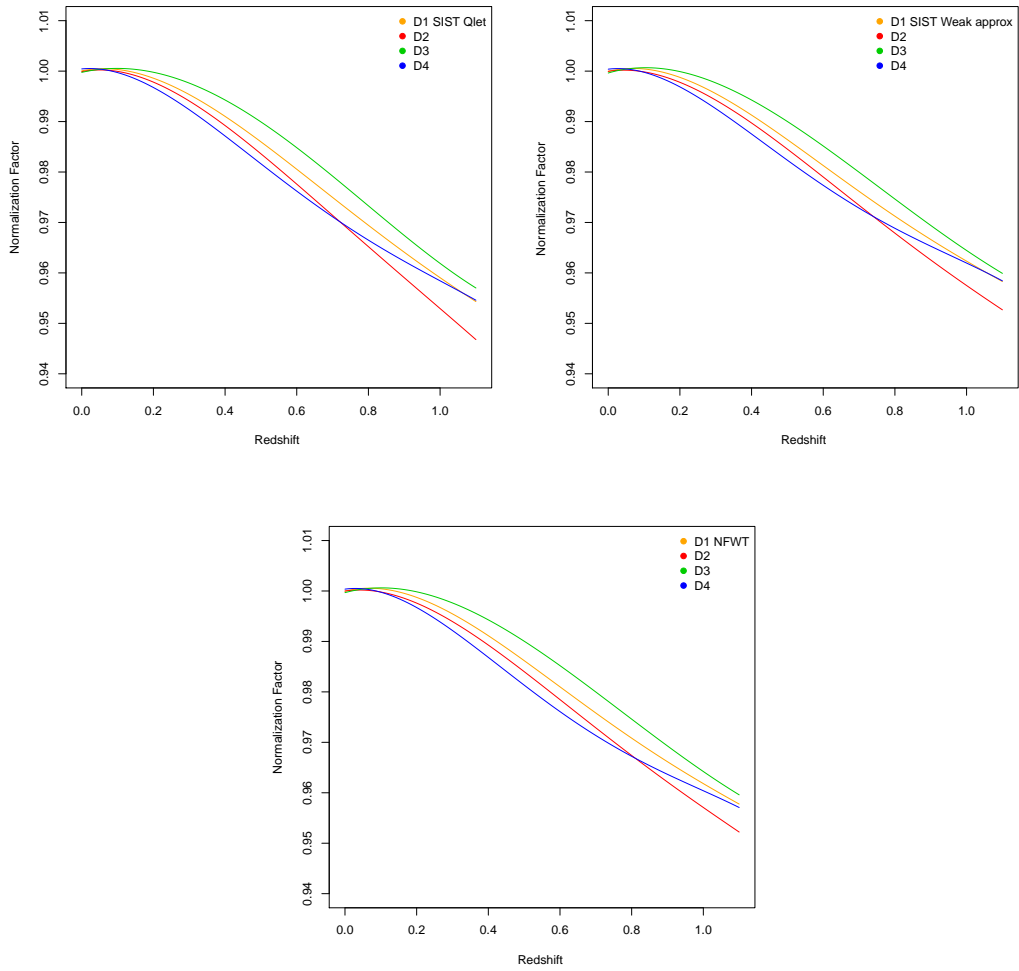 D1 SIST Qlet
D2
D3
D4
1.01
1.00
0.99
0.98
0.97
0.96
0.95
0.94
Normalization Factor
0.0 0.2 0.4 0.6 0.8 1.0
Redshift
D1 SIST Weak approx
D2
D3
D4
1.01
1.00
0.99
0.98
0.97
0.96
0.95
0.94
Normalization Factor
0.0 0.2 0.4 0.6 0.8 1.0
Redshift
D1 NFWT
D2
D3
D4
1.01
1.00
0.99
0.98
0.97
0.96
0.95
0.94
Normalization Factor
0.0 0.2 0.4 0.6 0.8 1.0
Redshift